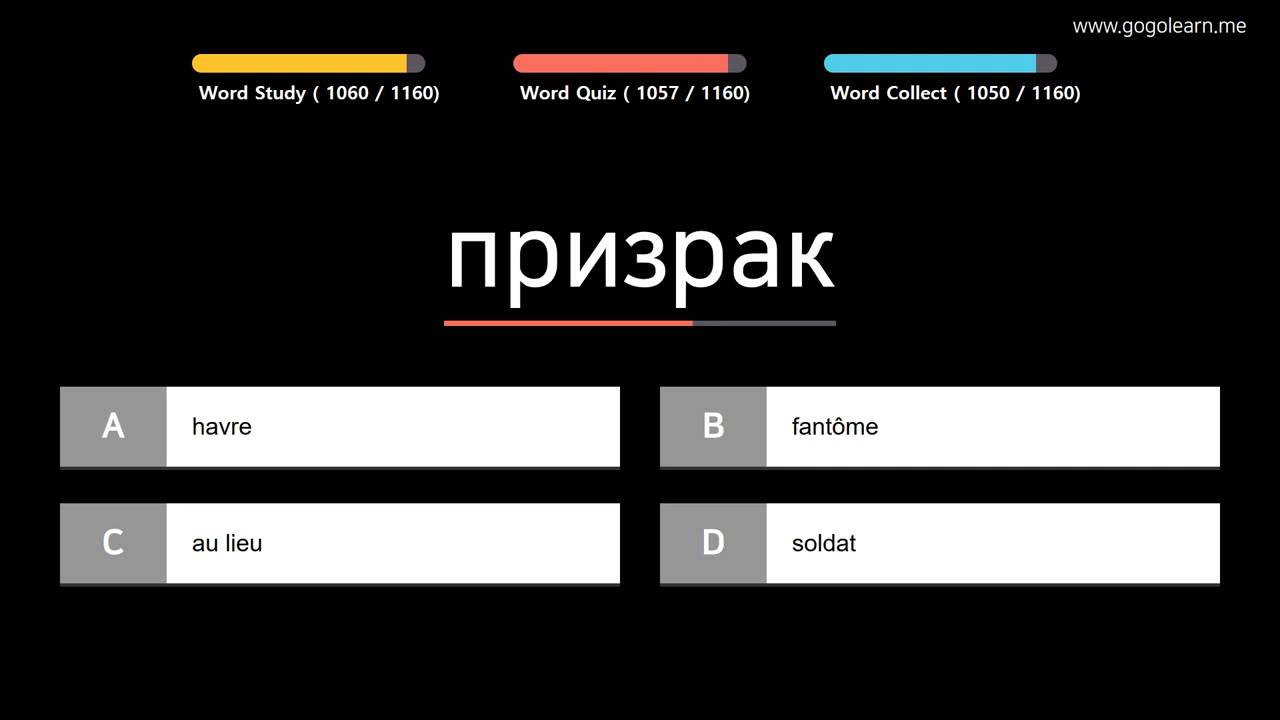 www.gogolearn.me
Word Study ( 1060 / 1160)
Word Quiz ( 1057 / 1160)
Word Collect ( 1050 / 1160)
призрак
A havre
B fantôme
C au lieu
D soldat